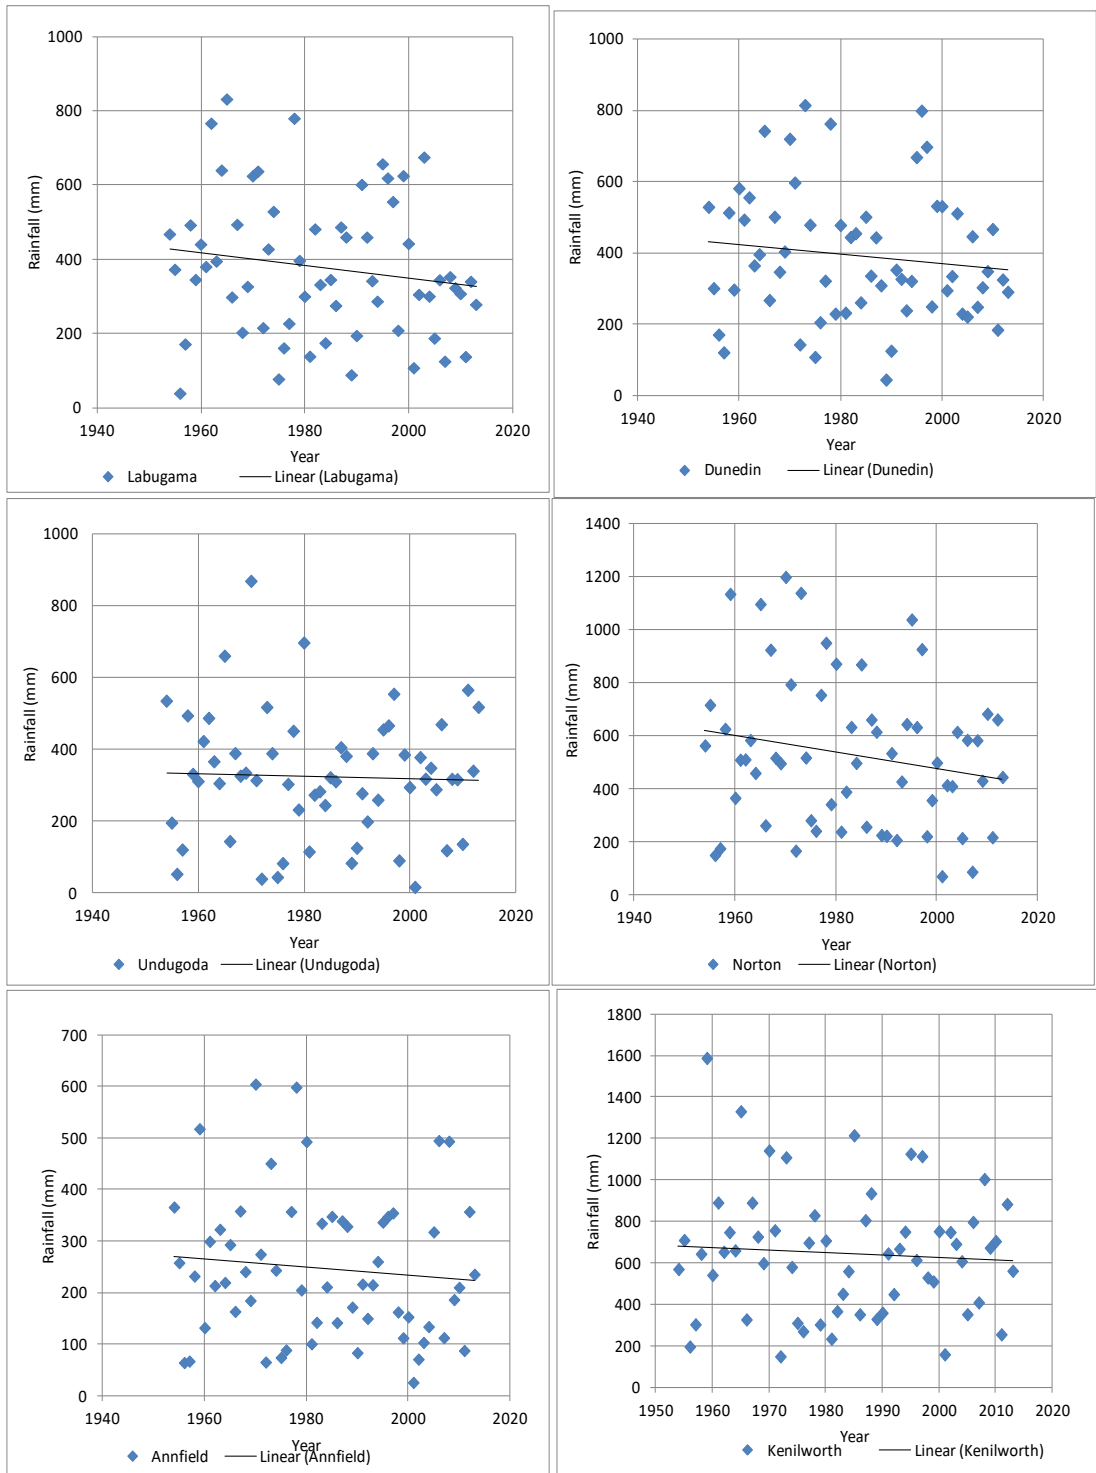 1000
800
600
400
200
0
1940 1960 1980 2000 2020
Rainfall (mm)
Year
Labugama Linear (Labugama)
1000
800
600
400
200
0
1940 1960 1980 2000 2020
Rainfall (mm)
Year
Dunedin Linear (Dunedin)
1000
800
600
400
200
0
1940 1960 1980 2000 2020
Rainfall (mm)
Year
Undugoda Linear (Undugoda)
1400
1200
1000
800
600
400
200
0
1940 1960 1980 2000 2020
Rainfall (mm)
Year
Norton Linear (Norton)
700
600
500
400
300
200
100
0
1940 1960 1980 2000 2020
Rainfall (mm)
Year
Annfield Linear (Annfield)
1800
1600
1400
1200
1000
800
600
400
200
0
1950 1960 1970 1980 1990 2000 2010 2020
Rainfall (mm)
Year
Kenilworth Linear (Kenilworth)